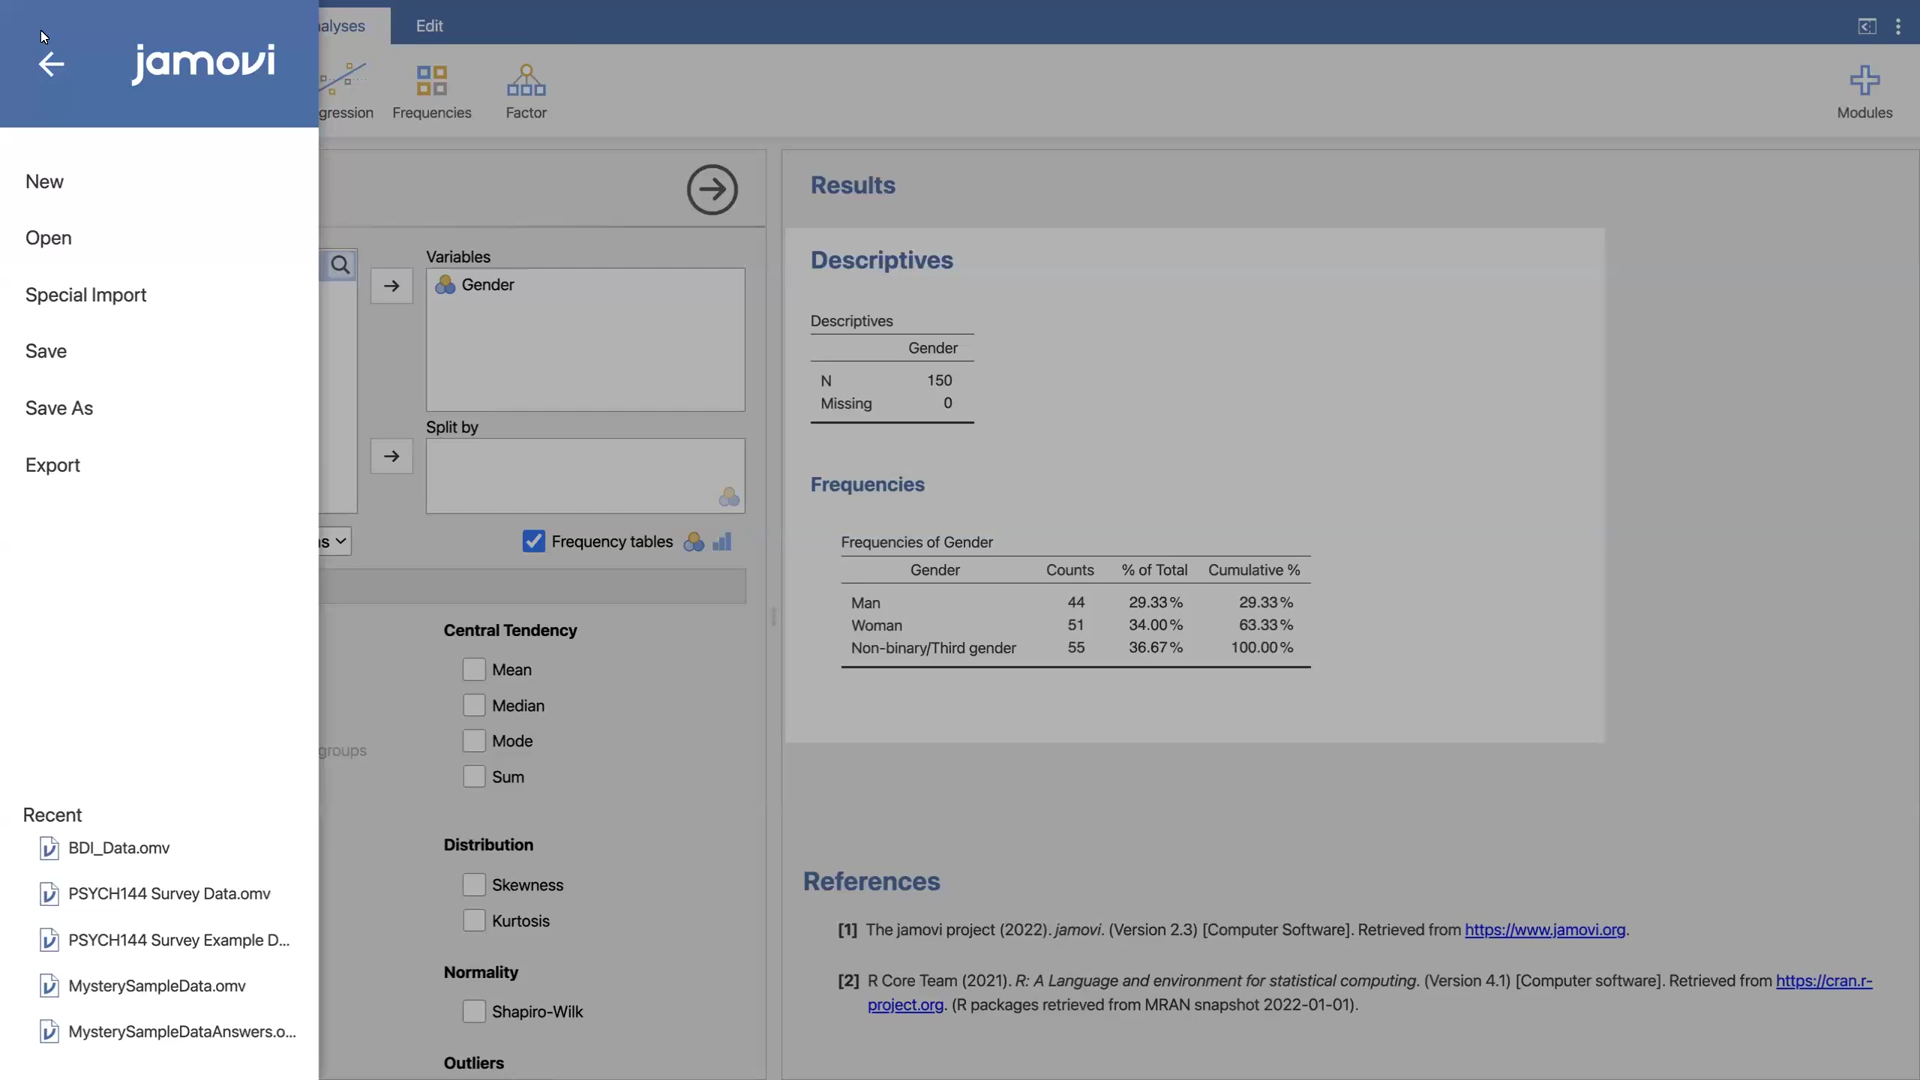 jamovi
New
Open
Special Import
Save
Save As
Export
Recent
BDI_Data.omv
PSYCH144 Survey Data.omv
PSYCH144 Survey Example D...
MysterySampleData.omv
MysterySampleDataAnswers.o...
nalyses
Edit
gression
Frequencies
Factor
Modules
Variables
Gender
Split by
ns
Frequency tables
Central Tendency
Mean
Median
Mode
Sum
groups
Distribution
Skewness
Kurtosis
Normality
Shapiro-Wilk
Outliers
Results
Descriptives
Descriptives
Gender
N 150
Missing 0
Frequencies
Frequencies of Gender
Gender Counts % of Total Cumulative %
Man 44 29.33% 29.33%
Woman 51 34.00% 63.33%
Non-binary/Third gender 55 36.67% 100.00%
References
[1] The jamovi project (2022). jamovi. (Version 2.3) [Computer Software]. Retrieved from https://www.jamovi.org.
[2] R Core Team (2021). R: A Language and environment for statistical computing. (Version 4.1) [Computer software]. Retrieved from https://cran.r-
project.org. (R packages retrieved from MRAN snapshot 2022-01-01).